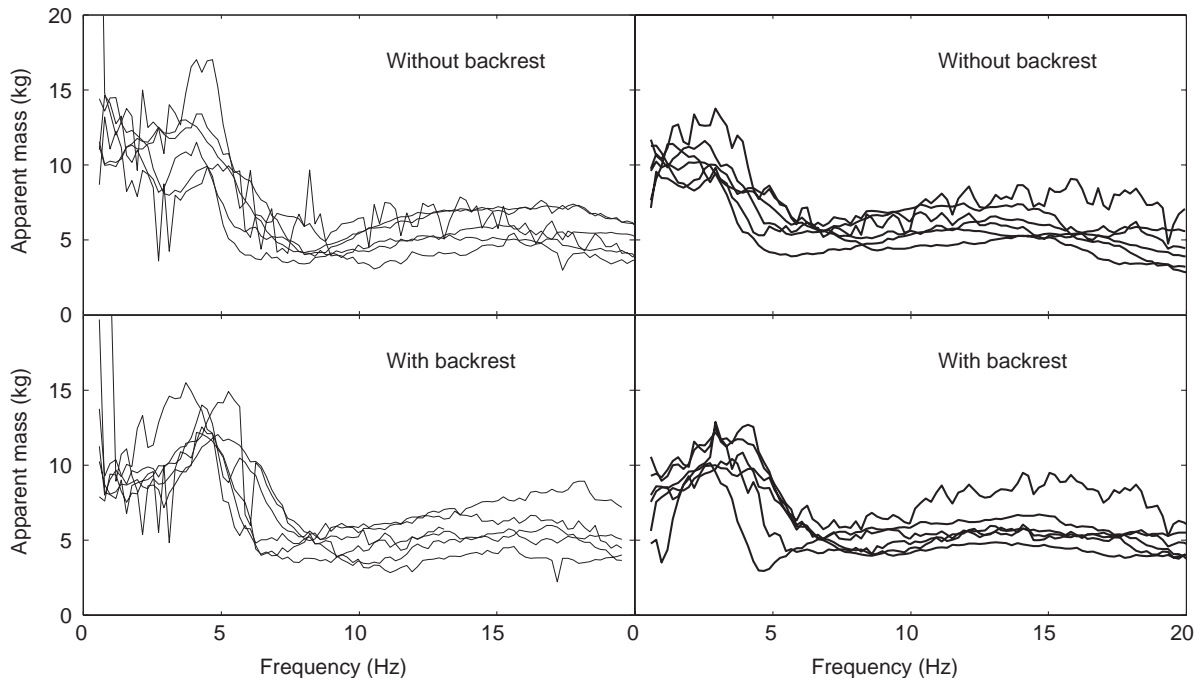 20
15
10
5
0
Apparent mass (kg)
Without backrest
Without backrest
15
10
5
0
Apparent mass (kg)
With backrest
With backrest
0 5 10 15 0 5 10 15 20
Frequency (Hz) Frequency (Hz)